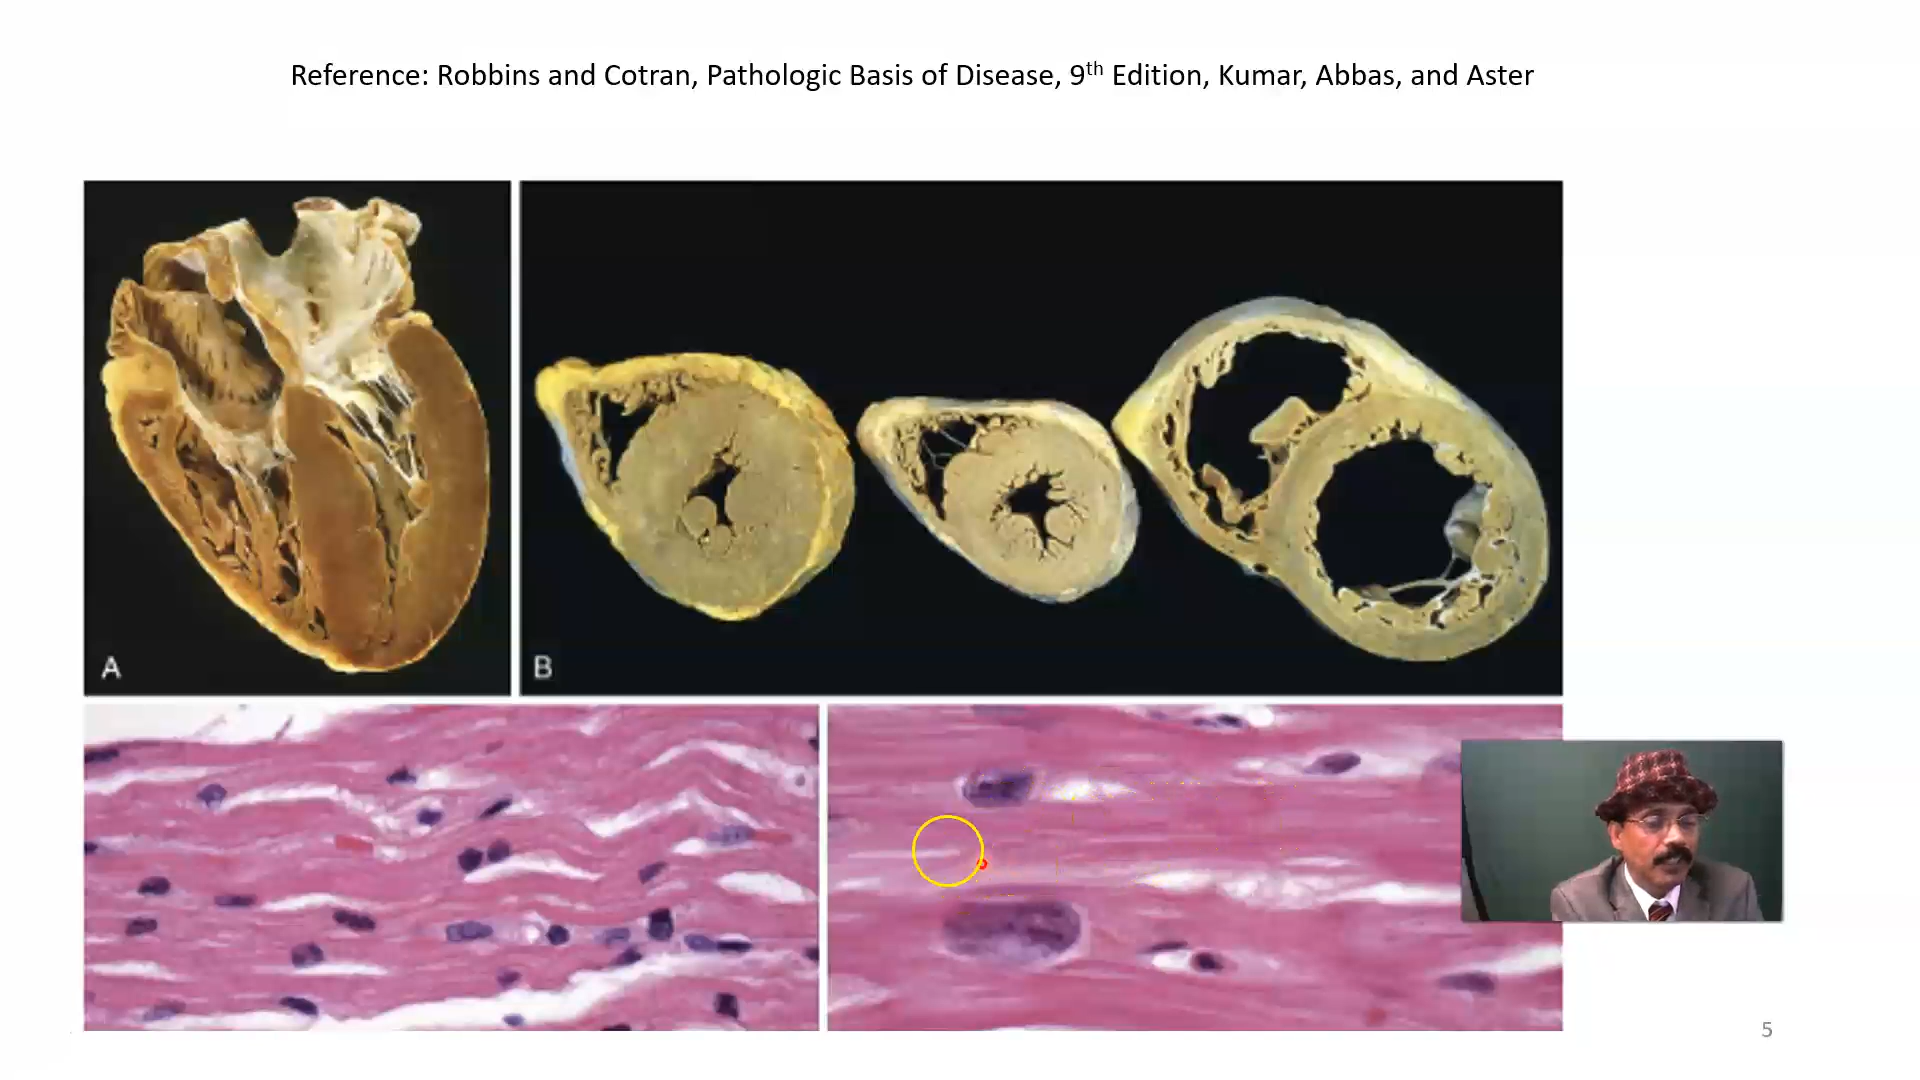 Reference: Robbins and Cotran, Pathologic Basis of Disease, 9th Edition, Kumar, Abbas, and Aster
A
B
5